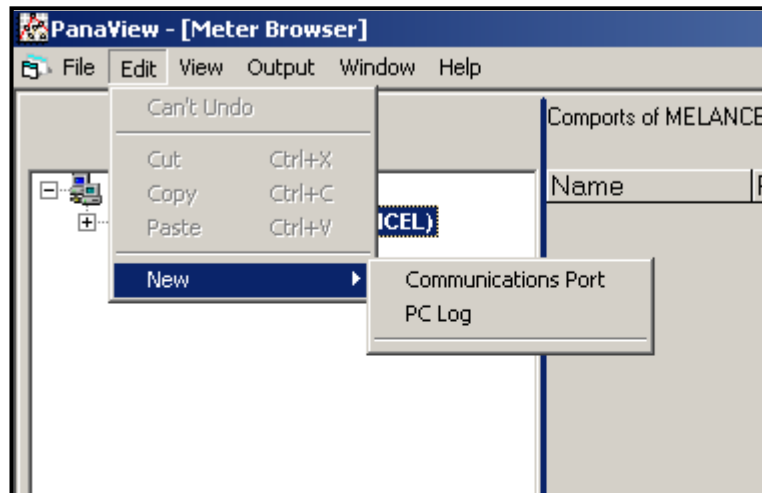 PanaView - [Meter Browser]
File Edit View Output Window Help
Can't Undo
Comports of MELANCE
Cut Ctrl+X
Name
Copy Ctrl+C
Paste Ctrl+V
ICEL)
New
Communications Port
PC Log